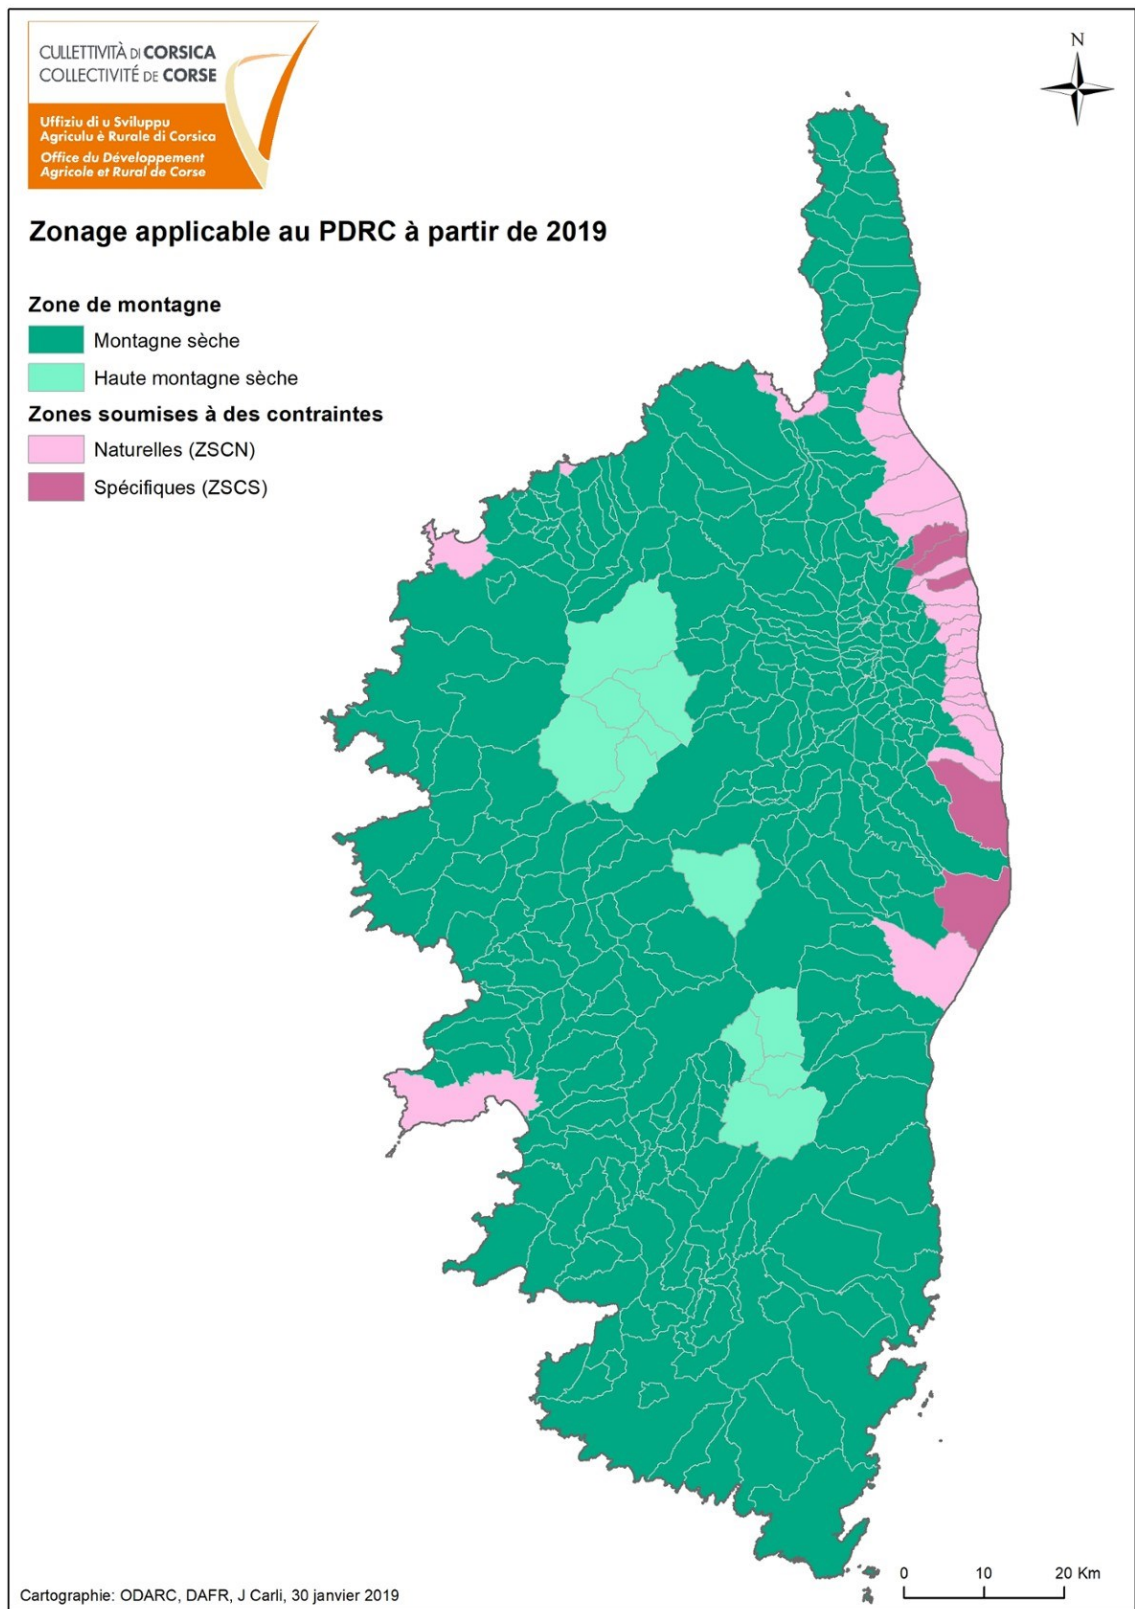 CULLETTIVITÀ DI CORSICA
COLLECTIVITÉ DE CORSE
Uffiziu di u Sviluppu
Agriculu è Rurale di Corsica
Office du Développement
Agricole et Rural de Corse
N
Zonage applicable au PDRC à partir de 2019
Zone de montagne
Montagne sèche
Haute montagne sèche
Zones soumises à des contraintes
Naturelles (ZSCN)
Spécifiques (ZSCS)
0 10 20 Km
Cartographie: ODARC, DAFR, J Carli, 30 janvier 2019